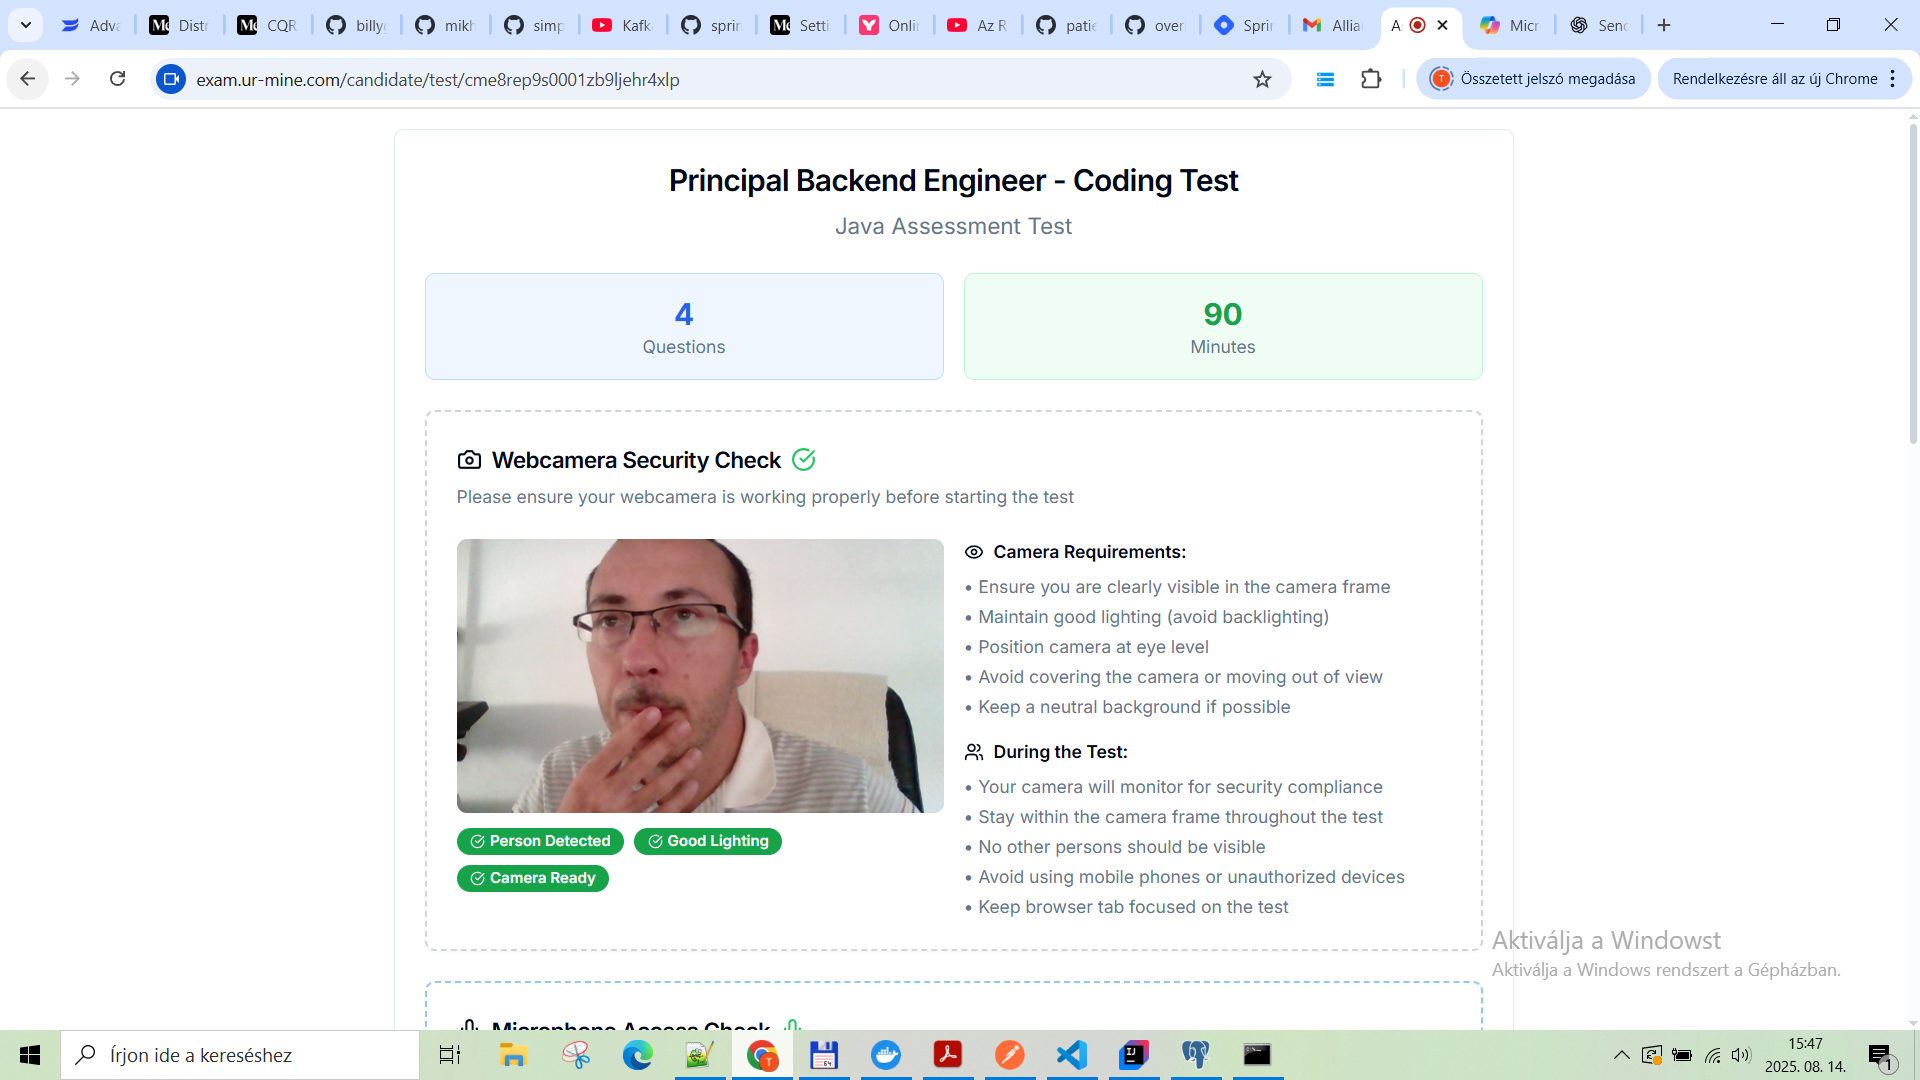 Adva
Distr
CQR
billyg
mikh
simp
Kafk
sprin
Setti
Onlin
Az R
patie
over
Sprin
Allia
A
Micr
Send
exam.ur-mine.com/candidate/test/cme8rep9s0001zb9ljehr4xlp
Összetett jelszó megadása
Rendelkezésre áll az új Chrome
Principal Backend Engineer - Coding Test
Java Assessment Test
4
Questions
90
Minutes
Webcamera Security Check
Please ensure your webcamera is working properly before starting the test
Person Detected
Good Lighting
Camera Ready
Camera Requirements:
• Ensure you are clearly visible in the camera frame
• Maintain good lighting (avoid backlighting)
• Position camera at eye level
• Avoid covering the camera or moving out of view
• Keep a neutral background if possible
During the Test:
• Your camera will monitor for security compliance
• Stay within the camera frame throughout the test
• No other persons should be visible
• Avoid using mobile phones or unauthorized devices
• Keep browser tab focused on the test
Microphone Access Check
Aktiválja a Windowst
Aktiválja a Windows rendszert a Gépházban.
Írjon ide a kereséshez
15:47
2025. 08. 14.
1